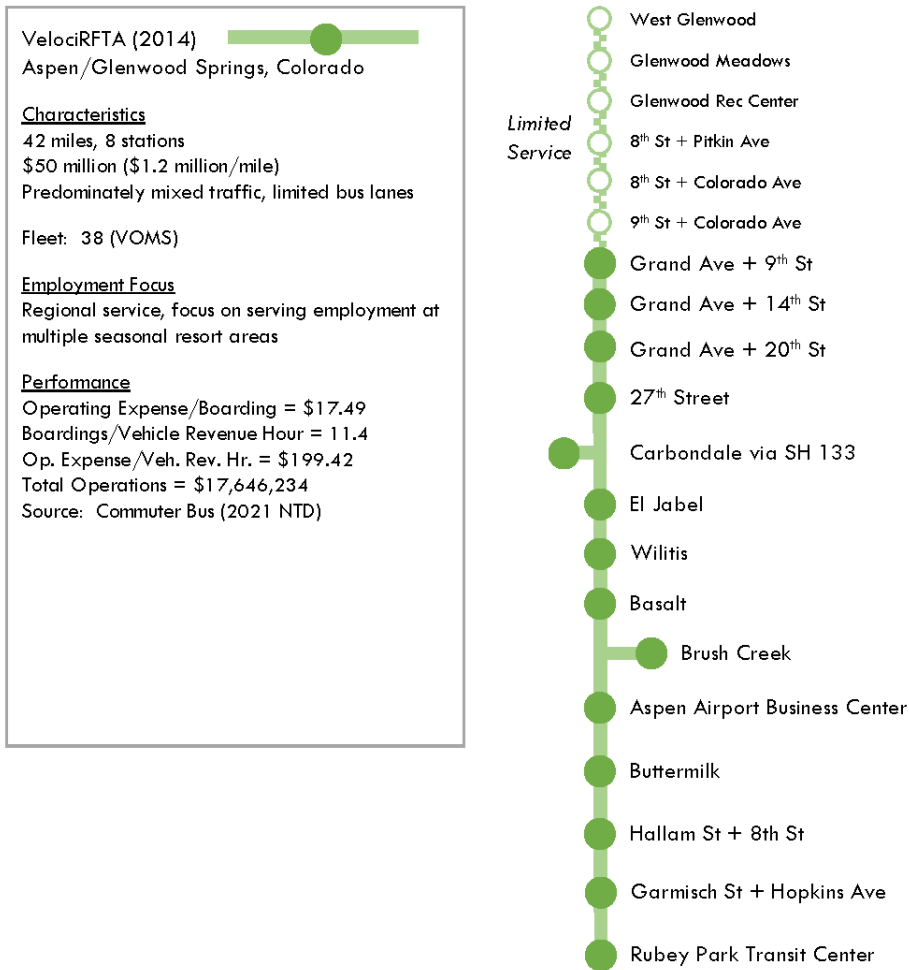 VelociRFTA (2014)
Aspen/Glenwood Springs, Colorado
Characteristics
42 miles, 8 stations
$50 million ($1.2 million/mile)
Predominately mixed traffic, limited bus lanes
Fleet:  38 (VOMS)
Employment Focus
Regional service, focus on serving employment at
multiple seasonal resort areas
Performance
Operating Expense/Boarding = $17.49
Boardings/Vehicle Revenue Hour = 11.4
Op. Expense/Veh. Rev. Hr. = $199.42
Total Operations = $17,646,234
Source:  Commuter Bus (2021 NTD)
Limited
Service
West Glenwood
Glenwood Meadows
Glenwood Rec Center
8th St + Pitkin Ave
8th St + Colorado Ave
9th St + Colorado Ave
Grand Ave + 9th St
Grand Ave + 14th St
Grand Ave + 20th St
27th Street
Carbondale via SH 133
El Jabel
Wilitis
Basalt
Brush Creek
Aspen Airport Business Center
Buttermilk
Hallam St + 8th St
Garmisch St + Hopkins Ave
Rubey Park Transit Center